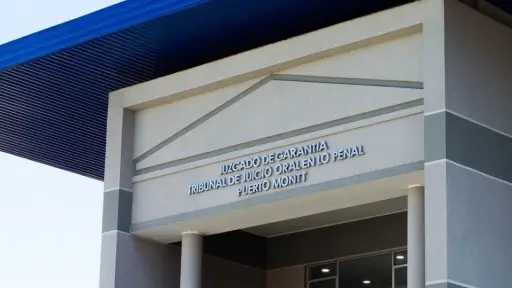 JUZGADO DE GARANTIA
TRIBUNAL DE JUICIO ORAL EN LO PENAL
PUERTO MONTT